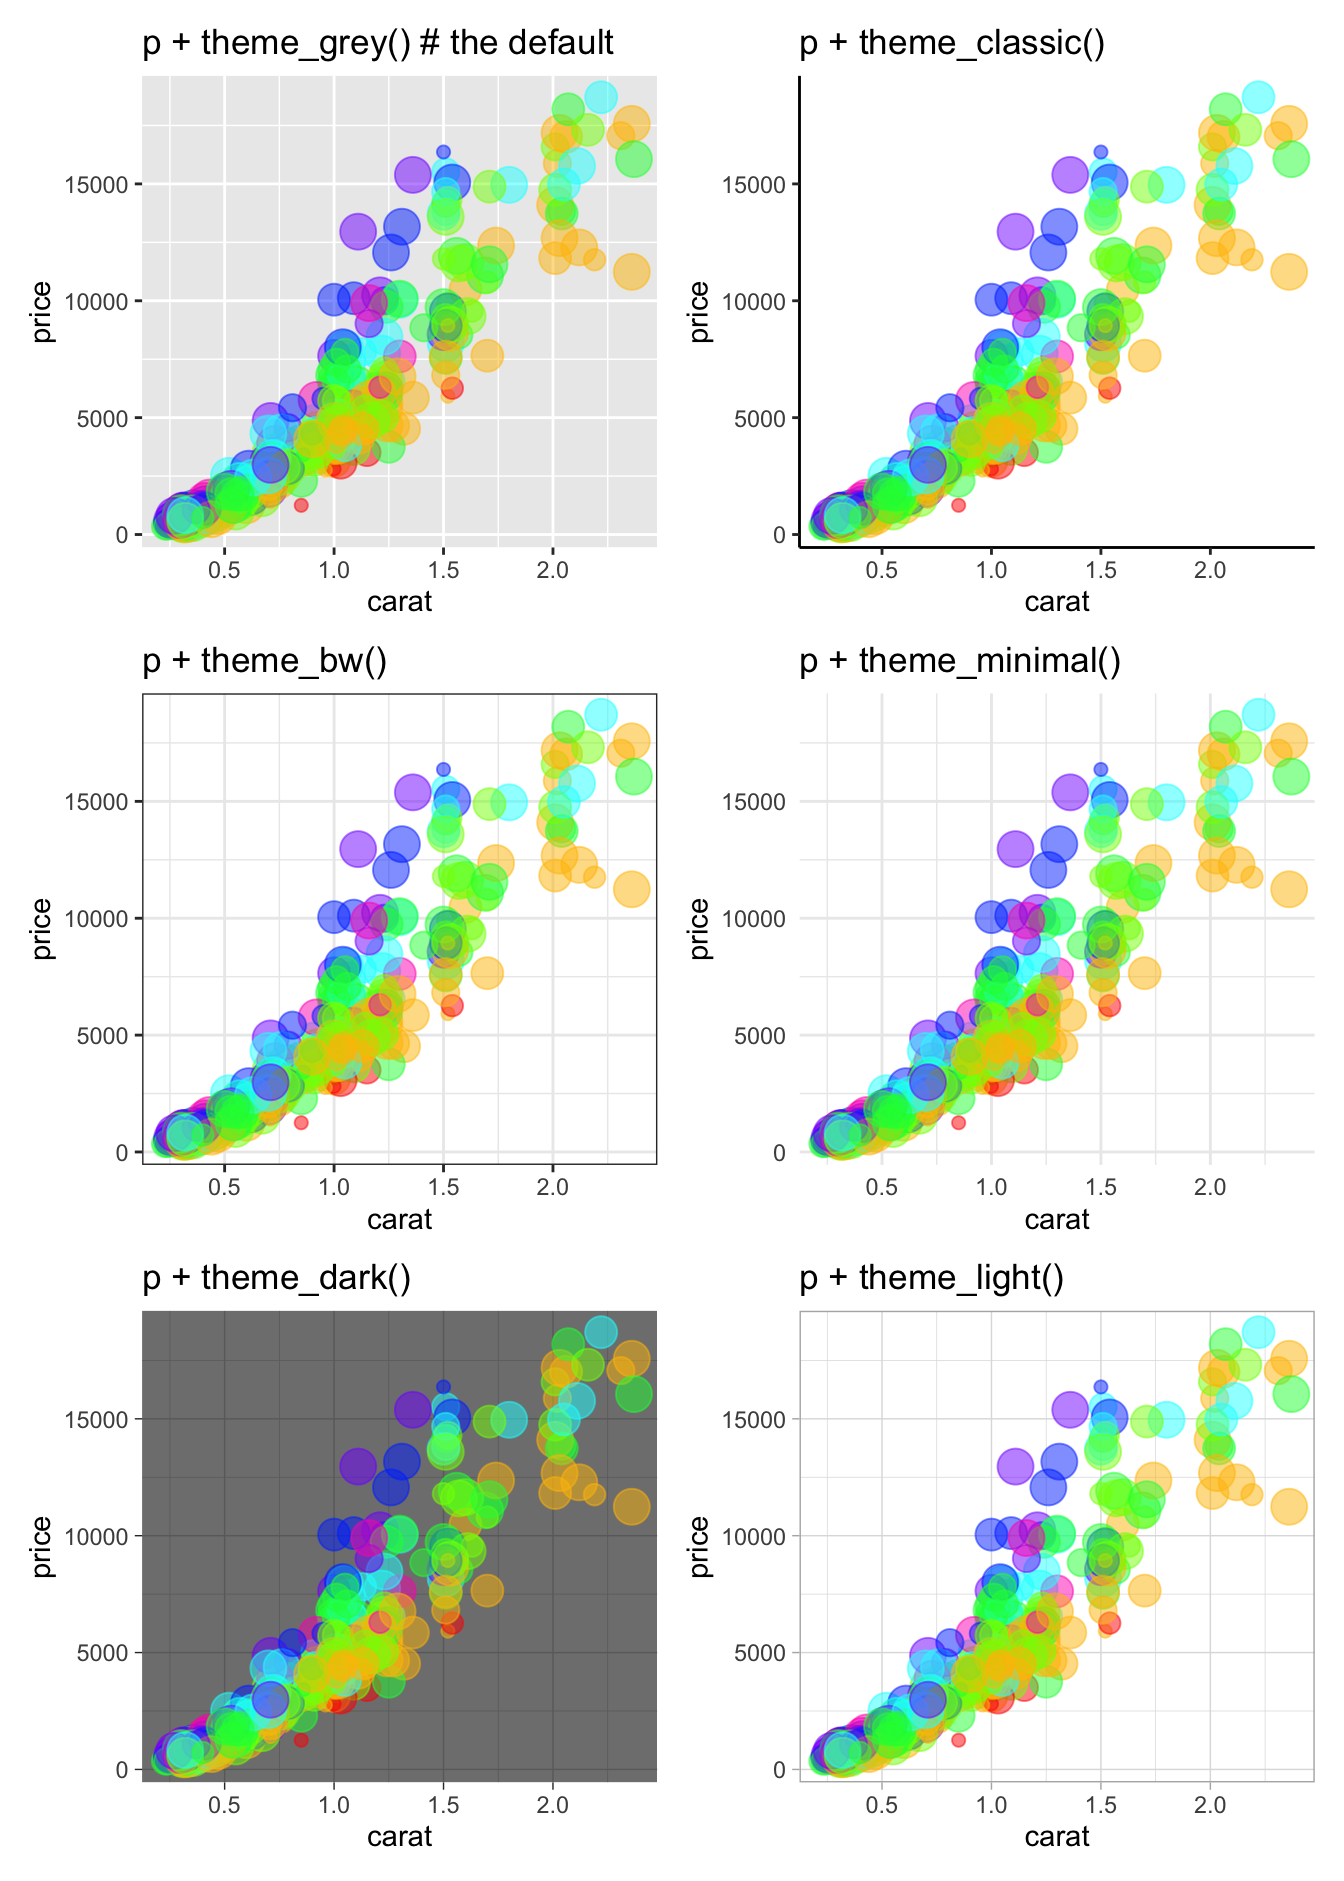 p + theme_grey() # the default
price
15000
10000
5000
0
0.5 1.0 1.5 2.0
carat
p + theme_classic()
price
15000
10000
5000
0
0.5 1.0 1.5 2.0
carat
p + theme_bw()
price
15000
10000
5000
0
0.5 1.0 1.5 2.0
carat
p + theme_minimal()
price
15000
10000
5000
0
0.5 1.0 1.5 2.0
carat
p + theme_dark()
price
15000
10000
5000
0
0.5 1.0 1.5 2.0
carat
p + theme_light()
price
15000
10000
5000
0
0.5 1.0 1.5 2.0
carat